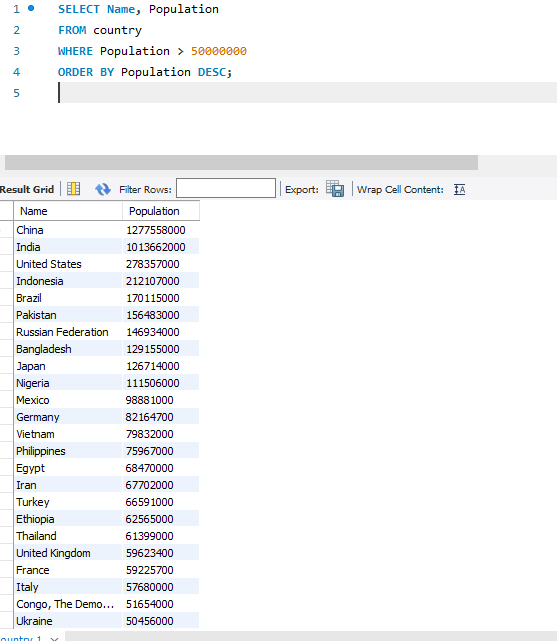 1 SELECT Name, Population
2 FROM country
3 WHERE Population > 50000000
4 ORDER BY Population DESC;
5
Result Grid Filter Rows: Export: Wrap Cell Content:
Name Population
China 1277558000
India 1013662000
United States 278357000
Indonesia 212107000
Brazil 170115000
Pakistan 156483000
Russian Federation 146934000
Bangladesh 129155000
Japan 126714000
Nigeria 111506000
Mexico 98881000
Germany 82164700
Vietnam 79832000
Philippines 75967000
Egypt 68470000
Iran 67702000
Turkey 66591000
Ethiopia 62565000
Thailand 61399000
United Kingdom 59623400
France 59225700
Italy 57680000
Congo, The Demo... 51654000
Ukraine 50456000
ountry 1